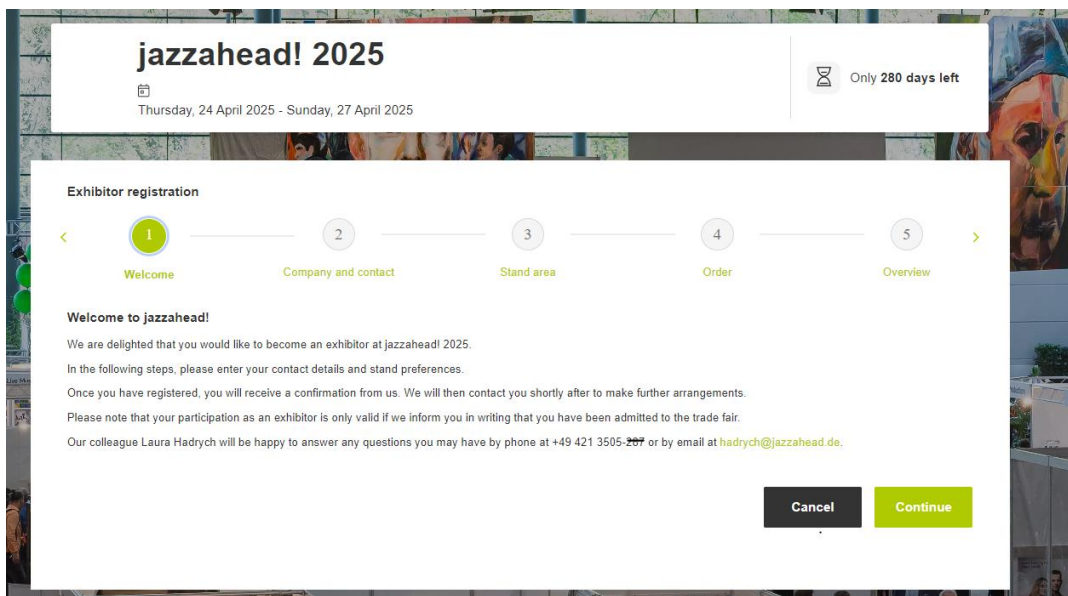 jazzahead! 2025
Thursday, 24 April 2025 - Sunday, 27 April 2025
Only 280 days left
Exhibitor registration
1
2
3
4
5
Welcome
Company and contact
Stand area
Order
Overview
Welcome to jazzahead!
We are delighted that you would like to become an exhibitor at jazzahead! 2025.
In the following steps, please enter your contact details and stand preferences.
Once you have registered, you will receive a confirmation from us. We will then contact you shortly after to make further arrangements.
Please note that your participation as an exhibitor is only valid if we inform you in writing that you have been admitted to the trade fair.
Our colleague Laura Hadrych will be happy to answer any questions you may have by phone at +49 421 3505- or by email at hadrych@jazzahead.de.
Cancel
Continue